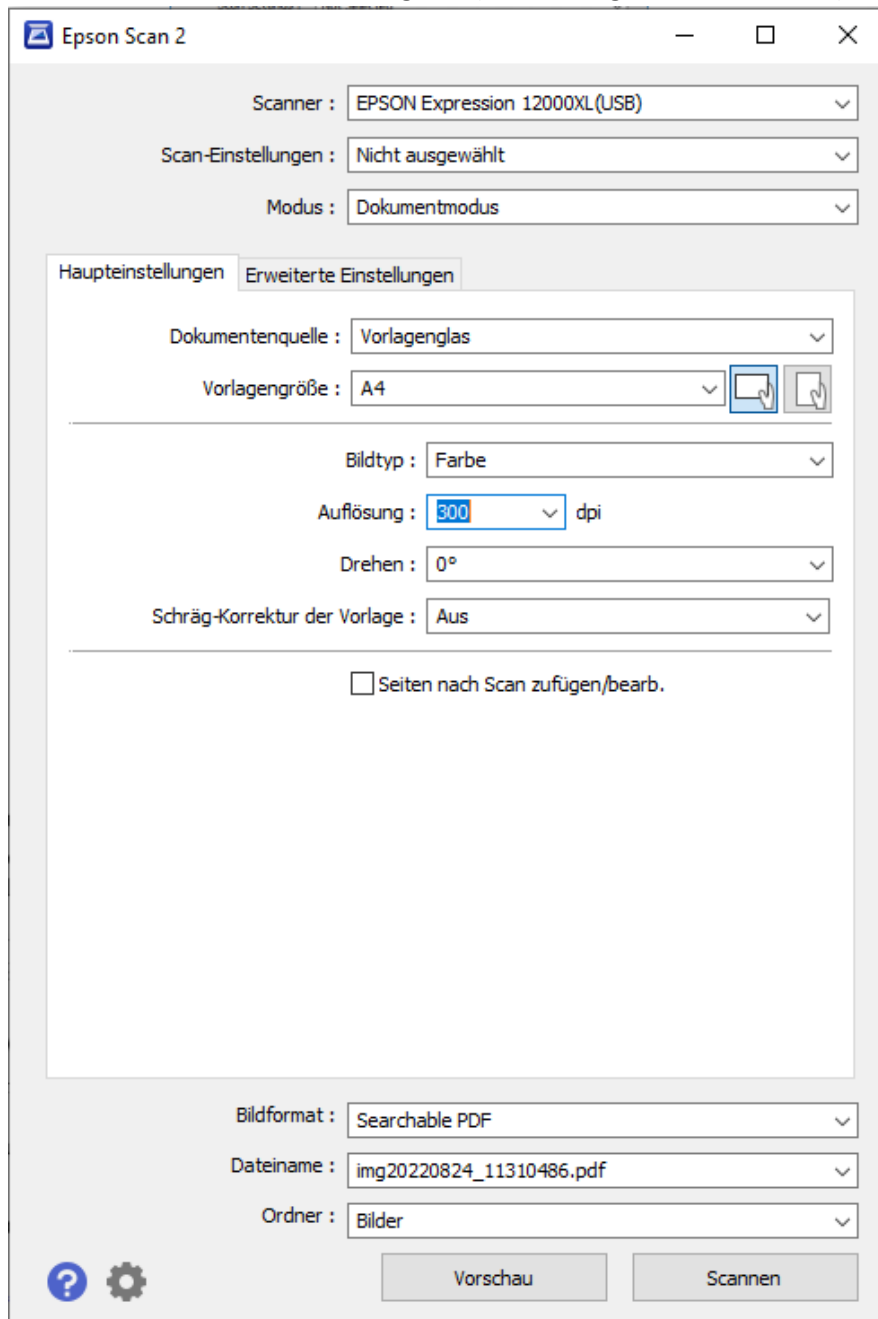 Epson Scan 2
Scanner : EPSON Expression 12000XL(USB)
Scan-Einstellungen : Nicht ausgewählt
Modus : Dokumentmodus
Haupteinstellungen Erweiterte Einstellungen
Dokumentenquelle : Vorlagenglas
Vorlagengröße : A4
Bildtyp : Farbe
Auflösung : 300 dpi
Drehen : 0°
Schräg-Korrektur der Vorlage : Aus
Seiten nach Scan zufügen/bearb.
Bildformat : Searchable PDF
Dateiname : img20220824_11310486.pdf
Ordner : Bilder
? Vorschau Scannen